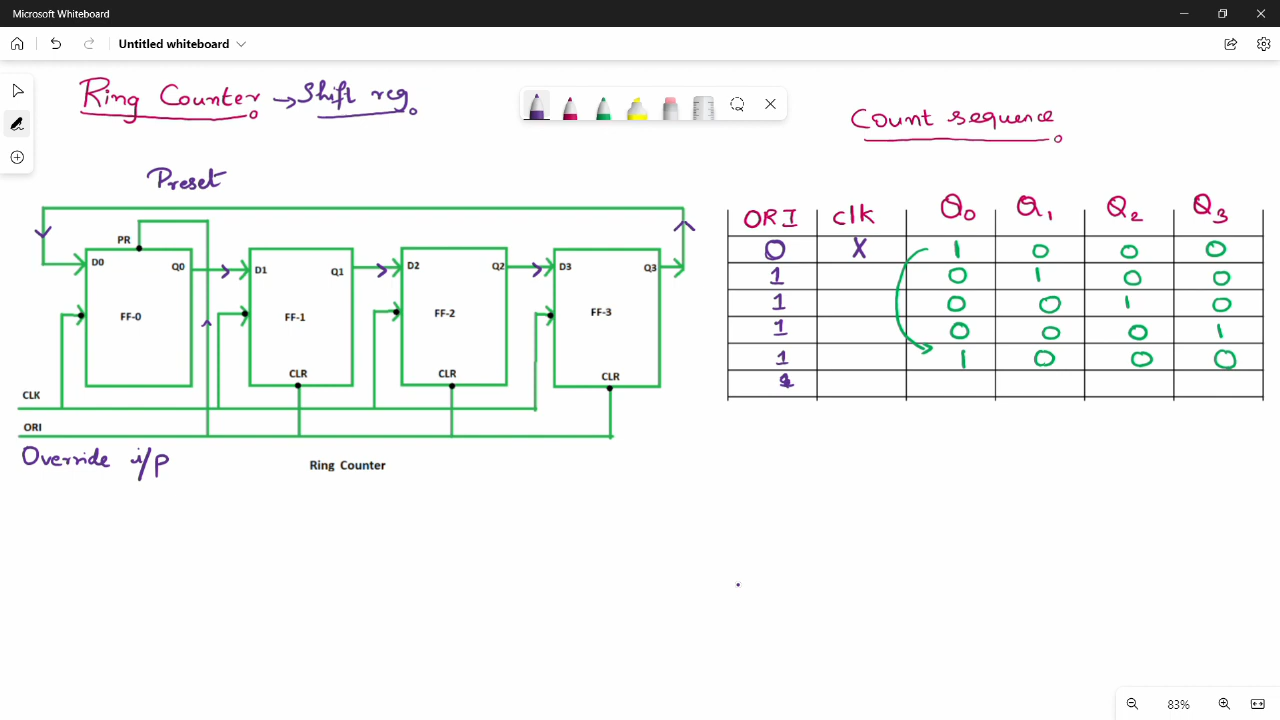 Microsoft Whiteboard
Untitled whiteboard
Ring Counter → Shift reg.
Count sequence
Preset
PR
D0 Q0 D1 Q1 D2 Q2 D3 Q3
FF-0 FF-1 FF-2 FF-3
CLR CLR CLR
CLK
ORI
Override i/p
Ring Counter
ORI clk Q0 Q1 Q2 Q3
0 X 1 0 0 0
1 0 1 0 0
1 0 0 1 0
1 0 0 0 1
1 1 0 0 0
1
83%